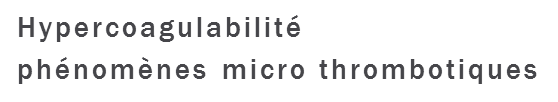 Hypercoagulabilité
phénomènes micro thrombotiques